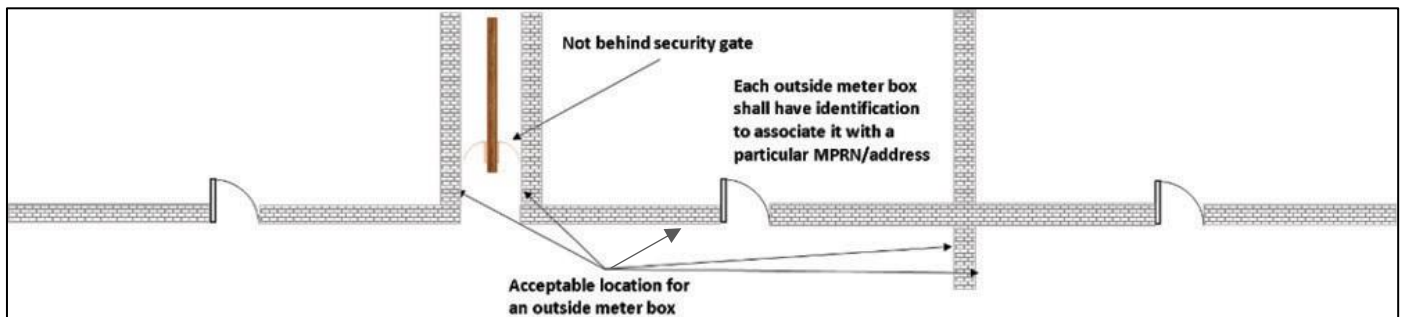 Not behind security gate
Each outside meter box
shall have identification
to associate it with a
particular MPRN/address
Acceptable location for
an outside meter box